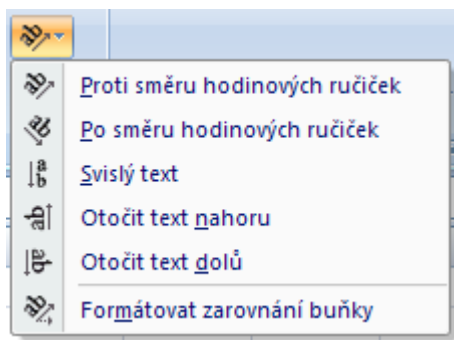 Proti směru hodinových ručiček
Po směru hodinových ručiček
Svislý text
Otočit text nahoru
Otočit text dolů
Formátovat zarovnání buňky